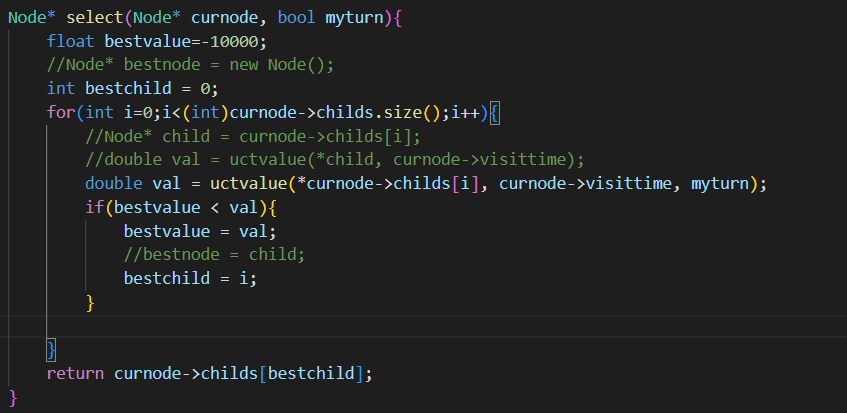 Node* select(Node* curnode, bool myturn){
    float bestvalue=-10000;
    //Node* bestnode = new Node();
    int bestchild = 0;
    for(int i=0;i<(int)curnode->childs.size();i++){
        //Node* child = curnode->childs[i];
        //double val = uctvalue(*child, curnode->visittime);
        double val = uctvalue(*curnode->childs[i], curnode->visittime, myturn);
        if(bestvalue < val){
            bestvalue = val;
            //bestnode = child;
            bestchild = i;
        }
    }
    return curnode->childs[bestchild];
}